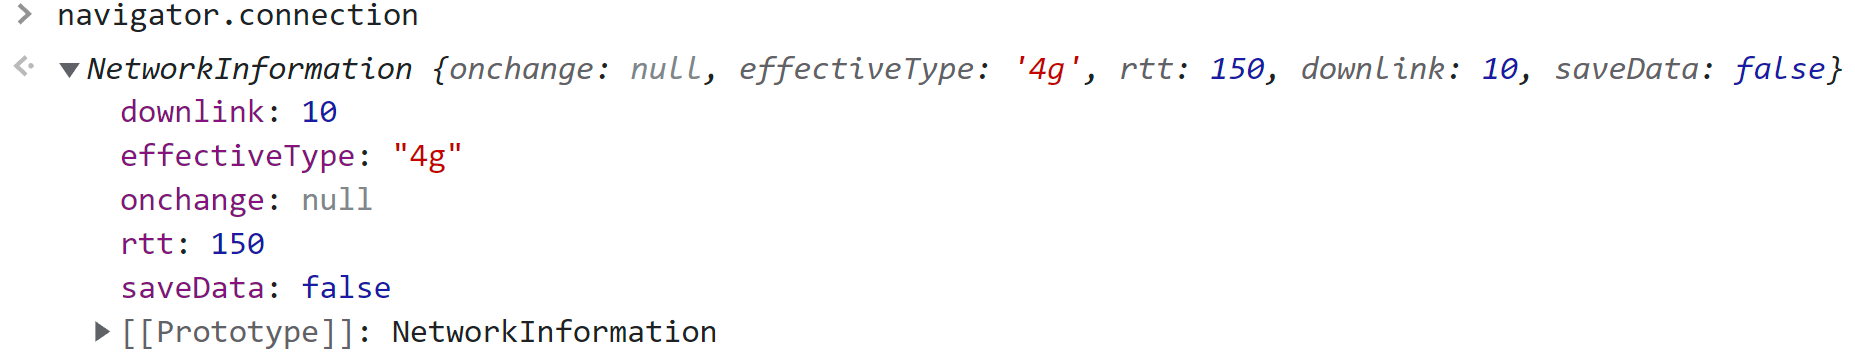 navigator.connection
NetworkInformation {onchange: null, effectiveType: '4g', rtt: 150, downlink: 10, saveData: false}
downlink: 10
effectiveType: "4g"
onchange: null
rtt: 150
saveData: false
[[Prototype]]: NetworkInformation